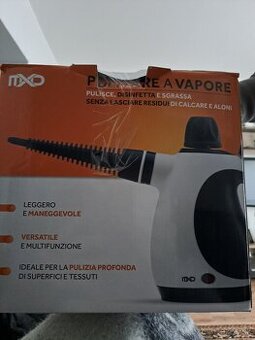 MXD
PULITORE A VAPORE
PULISCE, DISINFETTA E SGRASSA
SENZA LASCIARE RESIDUI DI CALCARE E ALONI
LEGGERO
E MANEGGEVOLE
VERSATILE
E MULTIFUNZIONE
IDEALE PER LA PULIZIA PROFONDA
DI SUPERFICI E TESSUTI
MXD